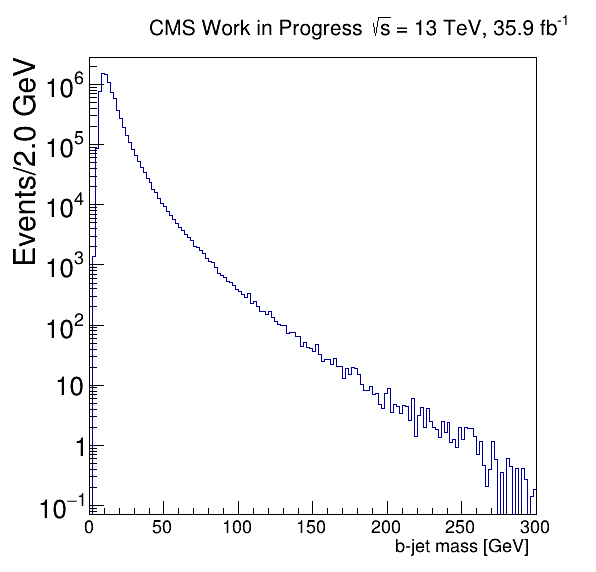 CMS Work in Progress √s = 13 TeV, 35.9 fb⁻¹
Events/2.0 GeV
10⁶
10⁵
10⁴
10³
10²
10
1
10⁻¹
0 50 100 150 200 250 300
b-jet mass [GeV]